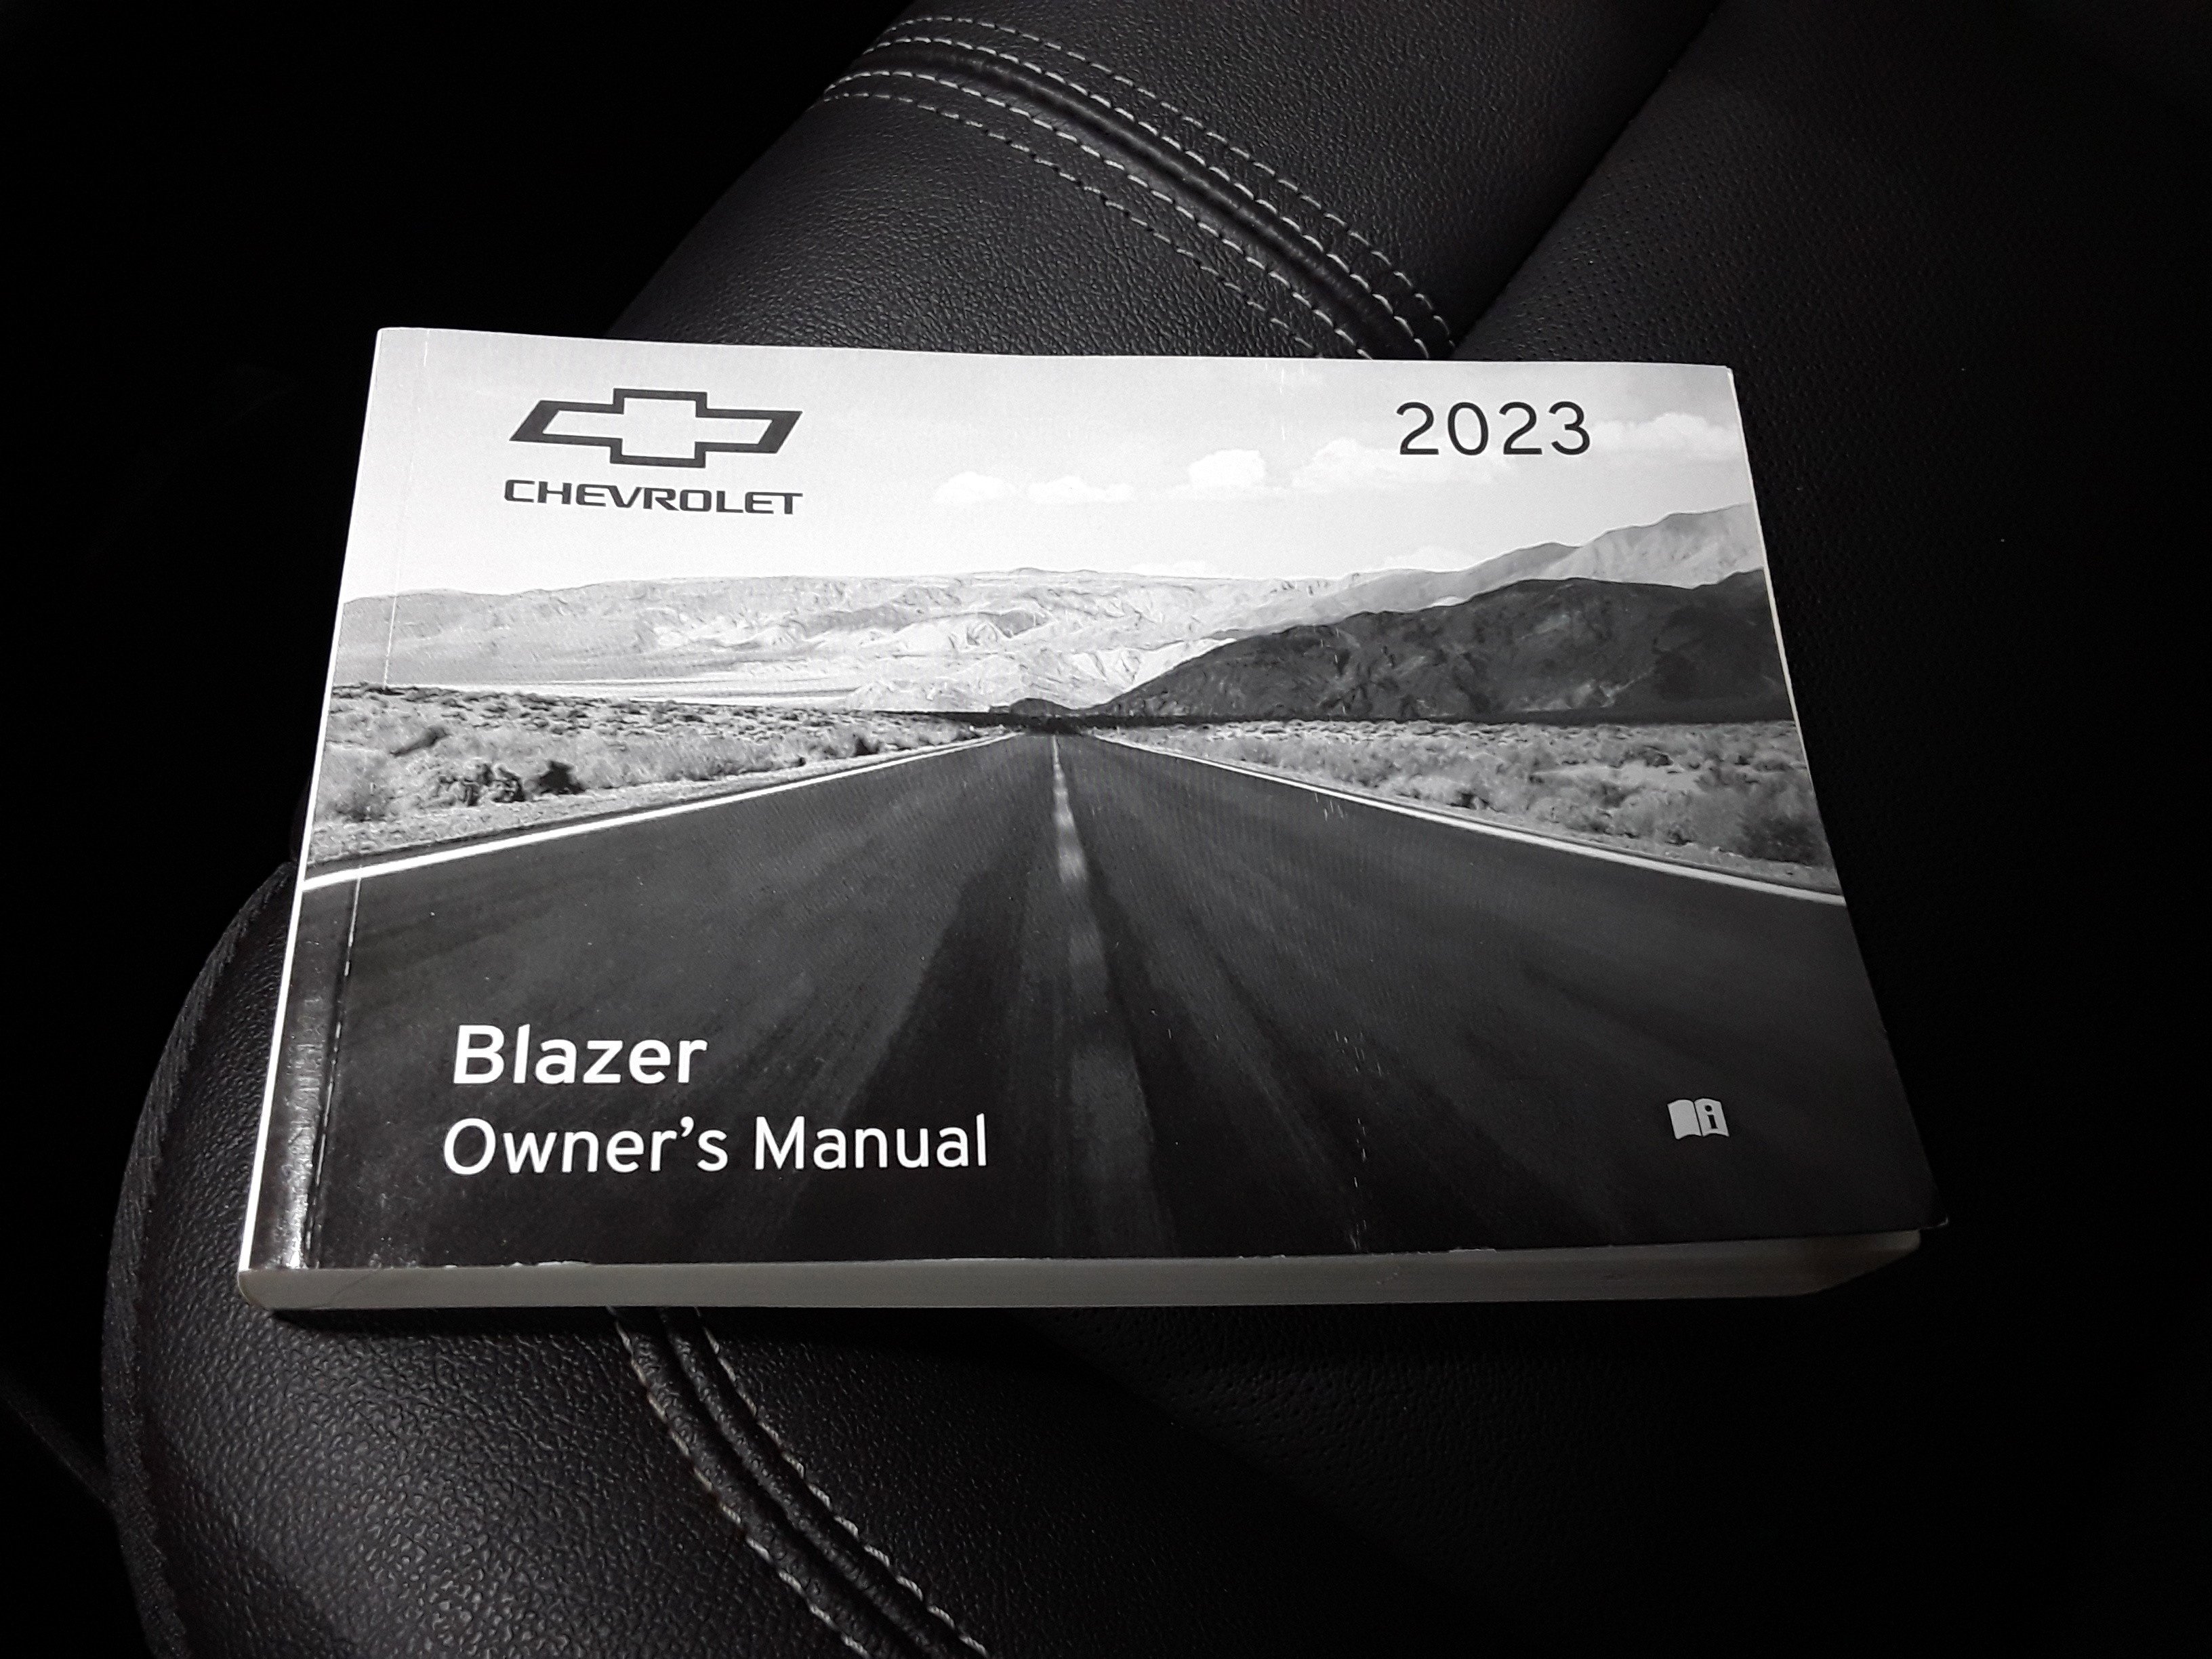 CHEVROLET
2023
Blazer
Owner's Manual